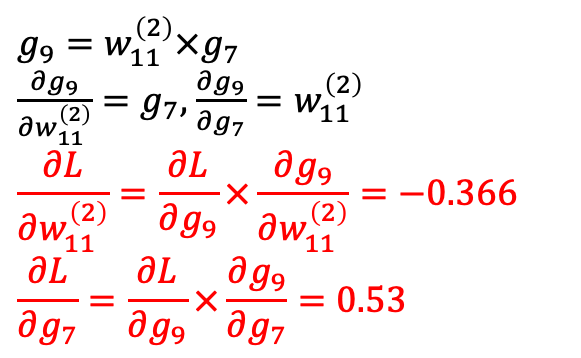 g₉ = w₁₁⁽²⁾×g₇
∂g₉/∂w₁₁⁽²⁾ = g₇, ∂g₉/∂g₇ = w₁₁⁽²⁾
∂L/∂w₁₁⁽²⁾ = ∂L/∂g₉ × ∂g₉/∂w₁₁⁽²⁾ = −0.366
∂L/∂g₇ = ∂L/∂g₉ × ∂g₉/∂g₇ = 0.53